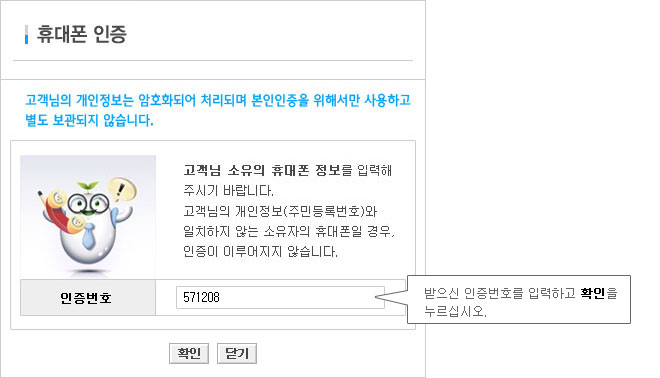 휴대폰 인증
고객님의 개인정보는 암호화되어 처리되며 본인인증을 위해서만 사용하고
별도 보관되지 않습니다.
고객님 소유의 휴대폰 정보를 입력해
주시기 바랍니다.
고객님의 개인정보(주민등록번호)와
일치하지 않는 소유자의 휴대폰일 경우,
인증이 이루어지지 않습니다.
인증번호
571208
받으신 인증번호를 입력하고 확인을
누르십시오.
확인
닫기